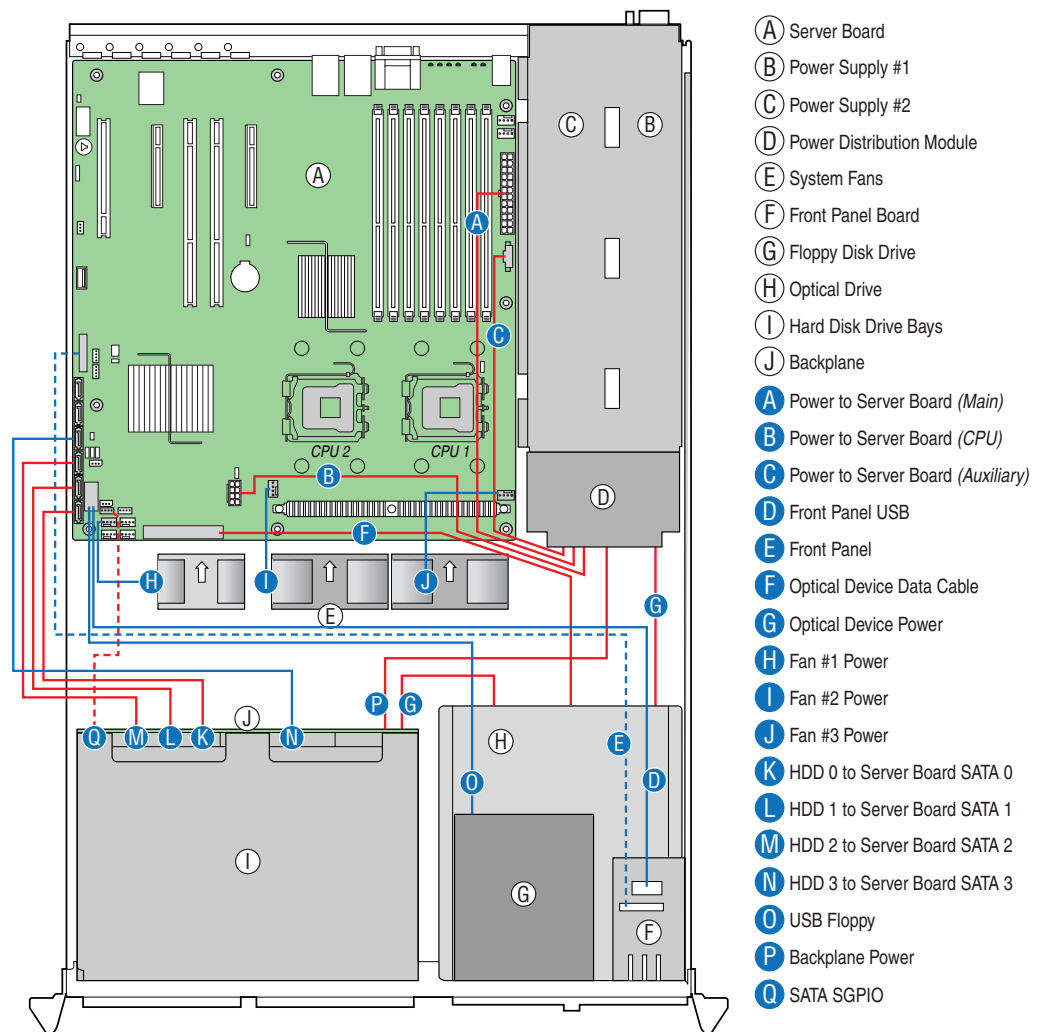 A Server Board
B Power Supply #1
C Power Supply #2
D Power Distribution Module
E System Fans
F Front Panel Board
G Floppy Disk Drive
H Optical Drive
I Hard Disk Drive Bays
J Backplane
A Power to Server Board (Main)
B Power to Server Board (CPU)
C Power to Server Board (Auxiliary)
D Front Panel USB
E Front Panel
F Optical Device Data Cable
G Optical Device Power
H Fan #1 Power
I Fan #2 Power
J Fan #3 Power
K HDD 0 to Server Board SATA 0
L HDD 1 to Server Board SATA 1
M HDD 2 to Server Board SATA 2
N HDD 3 to Server Board SATA 3
O USB Floppy
P Backplane Power
Q SATA SGPIO
C B
A
A
C
CPU 2 CPU 1
B
D
F
H I J
E
G
J P G
Q M L K N
H E
O D
I
G
F